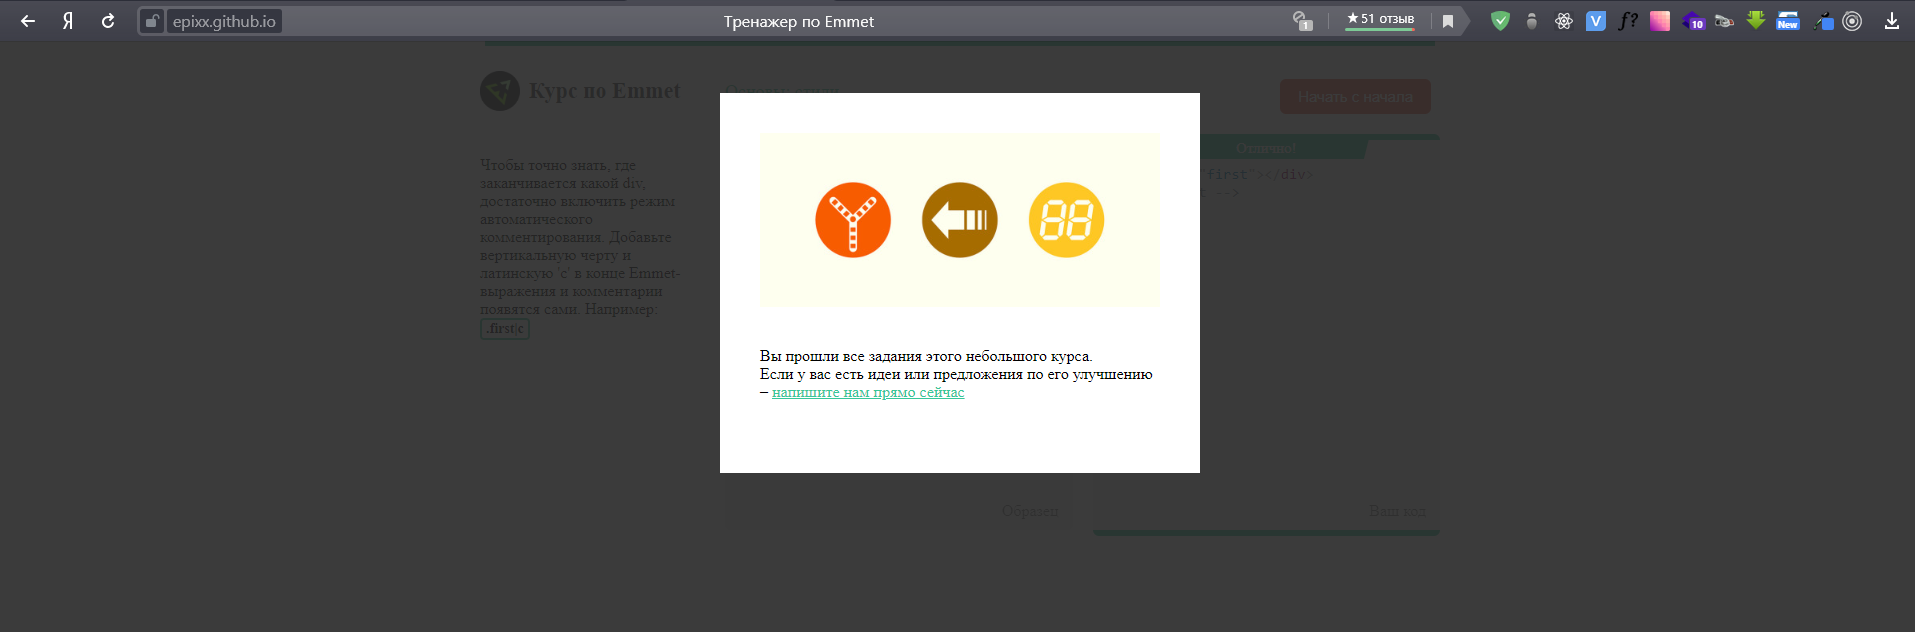 Я
epixx.github.io
Тренажер по Emmet
1
★ 51 отзыв
V
f?
10
New
Курс по Emmet
Начать с начала
Чтобы точно знать, где
заканчивается какой div,
достаточно включить режим
автоматического
комментирования. Добавьте
вертикальную черту и
латинскую `c` в конце Emmet-
выражения и комментарии
появятся сами. Например:
.first|c
Отлично!
first"></div>
-->
Вы прошли все задания этого небольшого курса.
Если у вас есть идеи или предложения по его улучшению
– напишите нам прямо сейчас
Образец
Ваш код